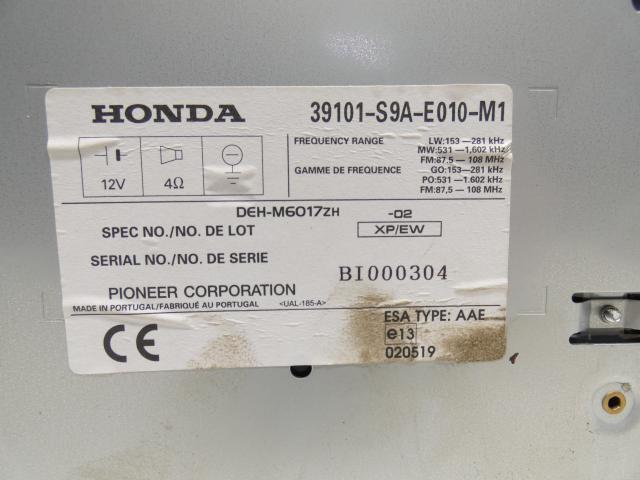 HONDA 39101-S9A-E010-M1
12V 4Ω
FREQUENCY RANGE LW:153 —281 kHz
MW:531 —1,602 kHz
FM:87,5 — 108 MHz
GAMME DE FREQUENCE GO:153—281 kHz
PO:531 —1.602 kHz
FM:87,5 — 108 MHz
DEH-M6017ZH -02
SPEC NO./NO. DE LOT XP/EW
SERIAL NO./NO. DE SERIE BI000304
PIONEER CORPORATION
MADE IN PORTUGAL/FABRIQUÉ AU PORTUGAL <UAL-185-A>
ESA TYPE: AAE
CE e13
020519